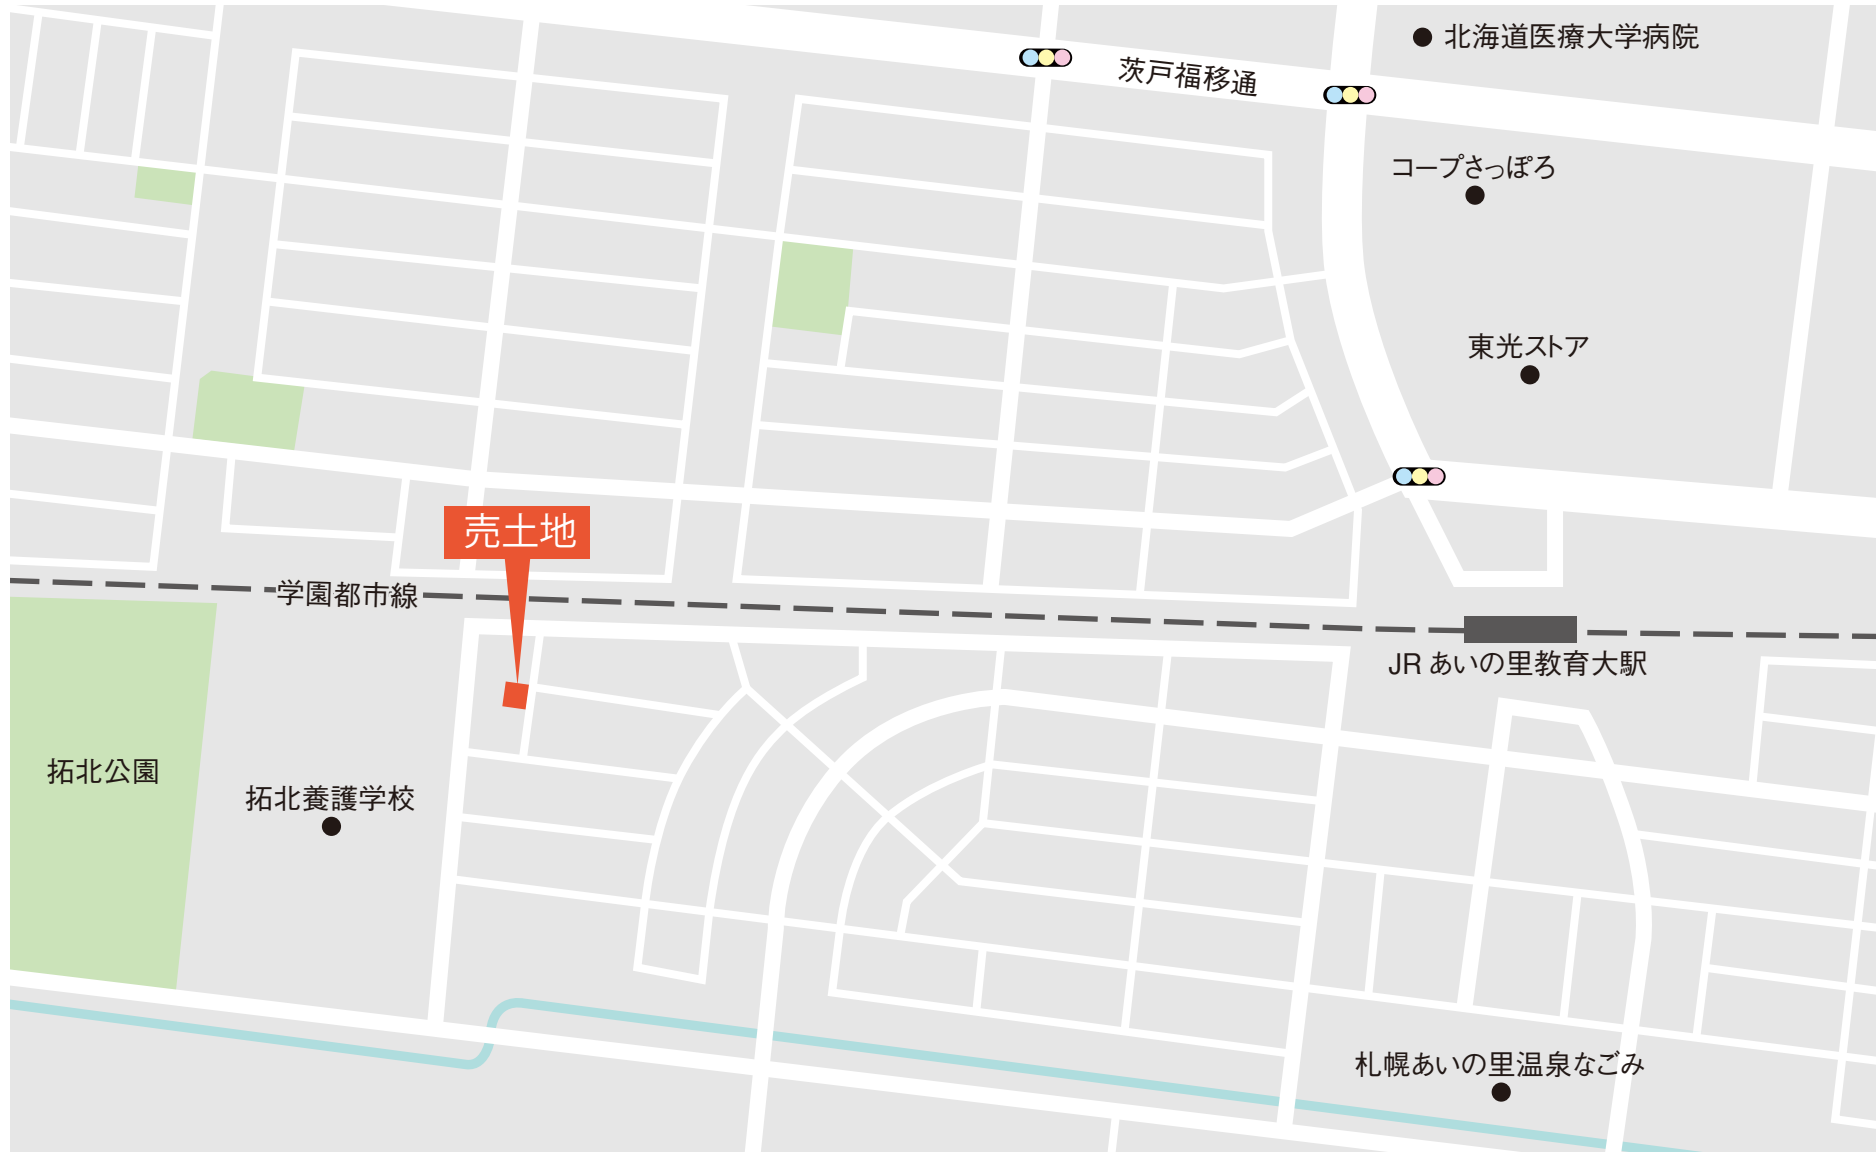 北海道医療大学病院
茨戸福移通
コープさっぽろ
東光ストア
売土地
学園都市線
JR あいの里教育大駅
拓北公園
拓北養護学校
札幌あいの里温泉なごみ